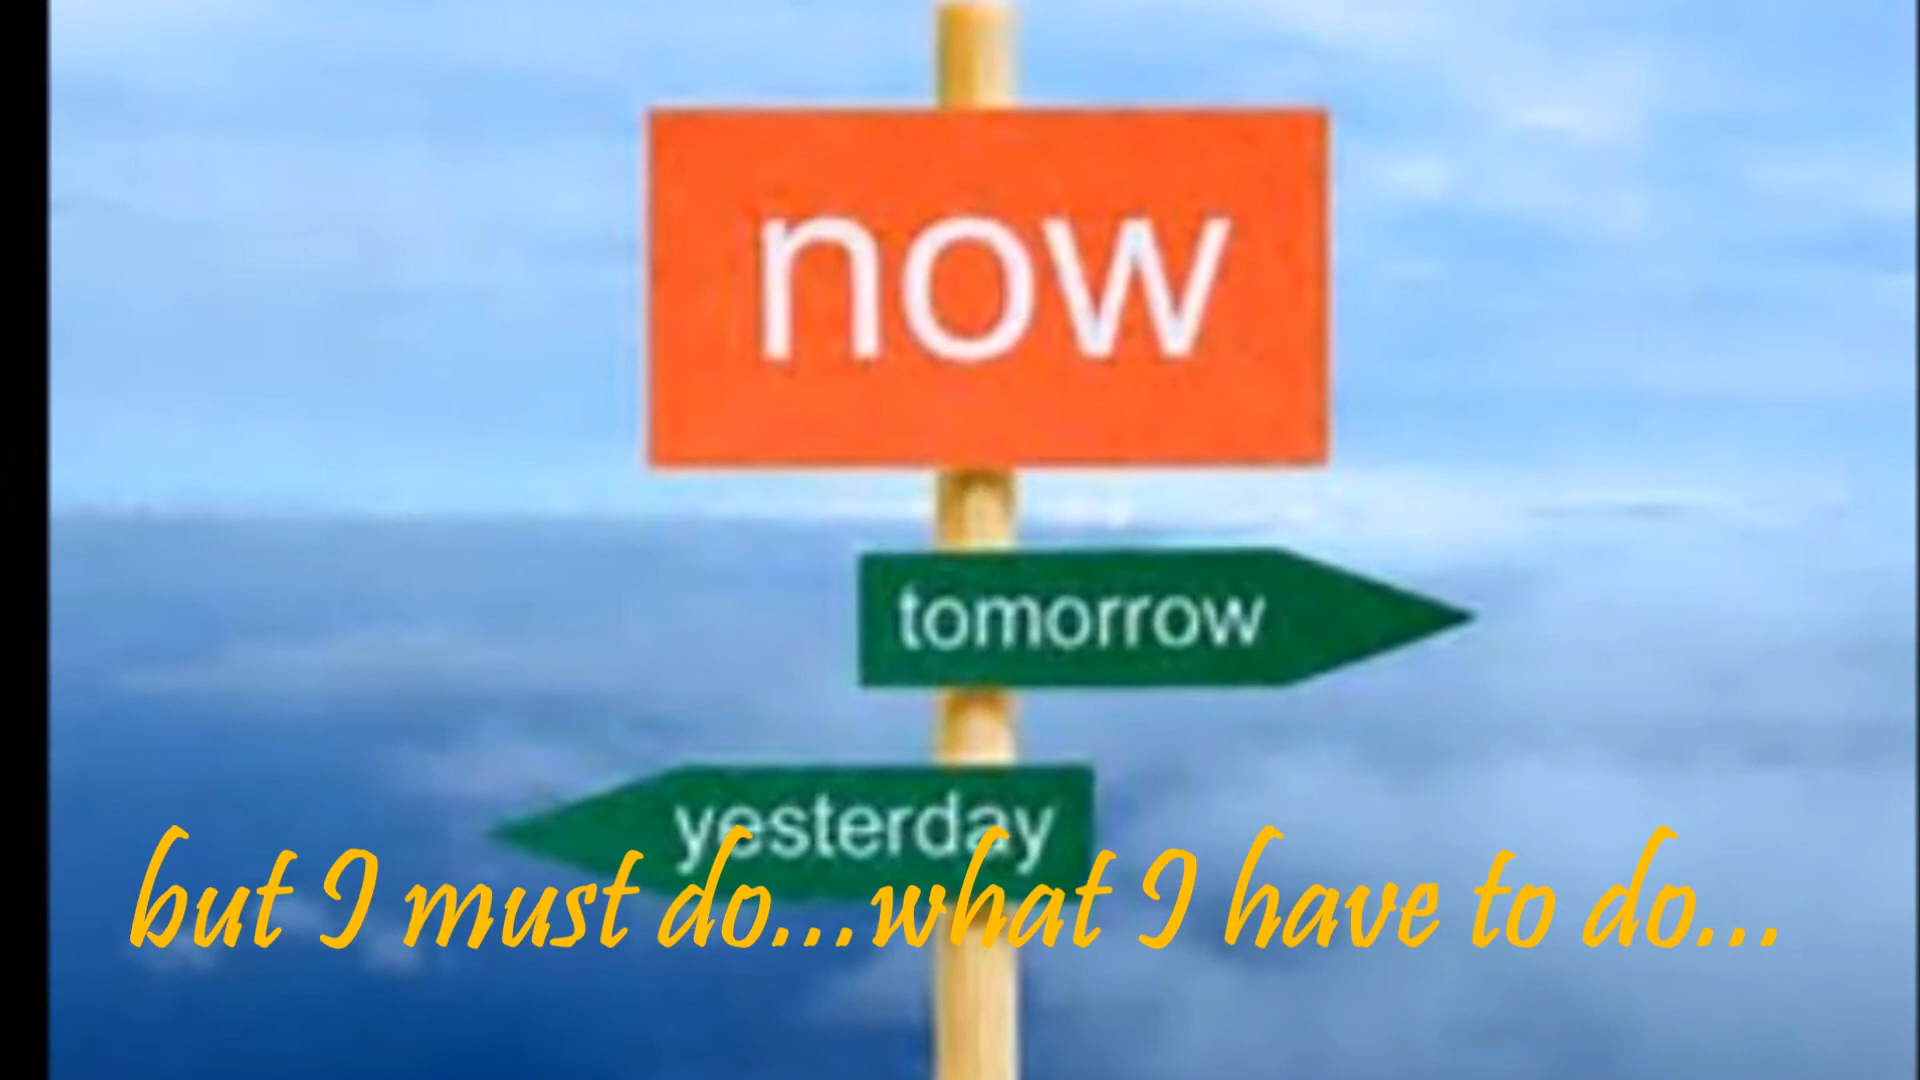 now
tomorrow
yesterday
but I must do...what I have to do...